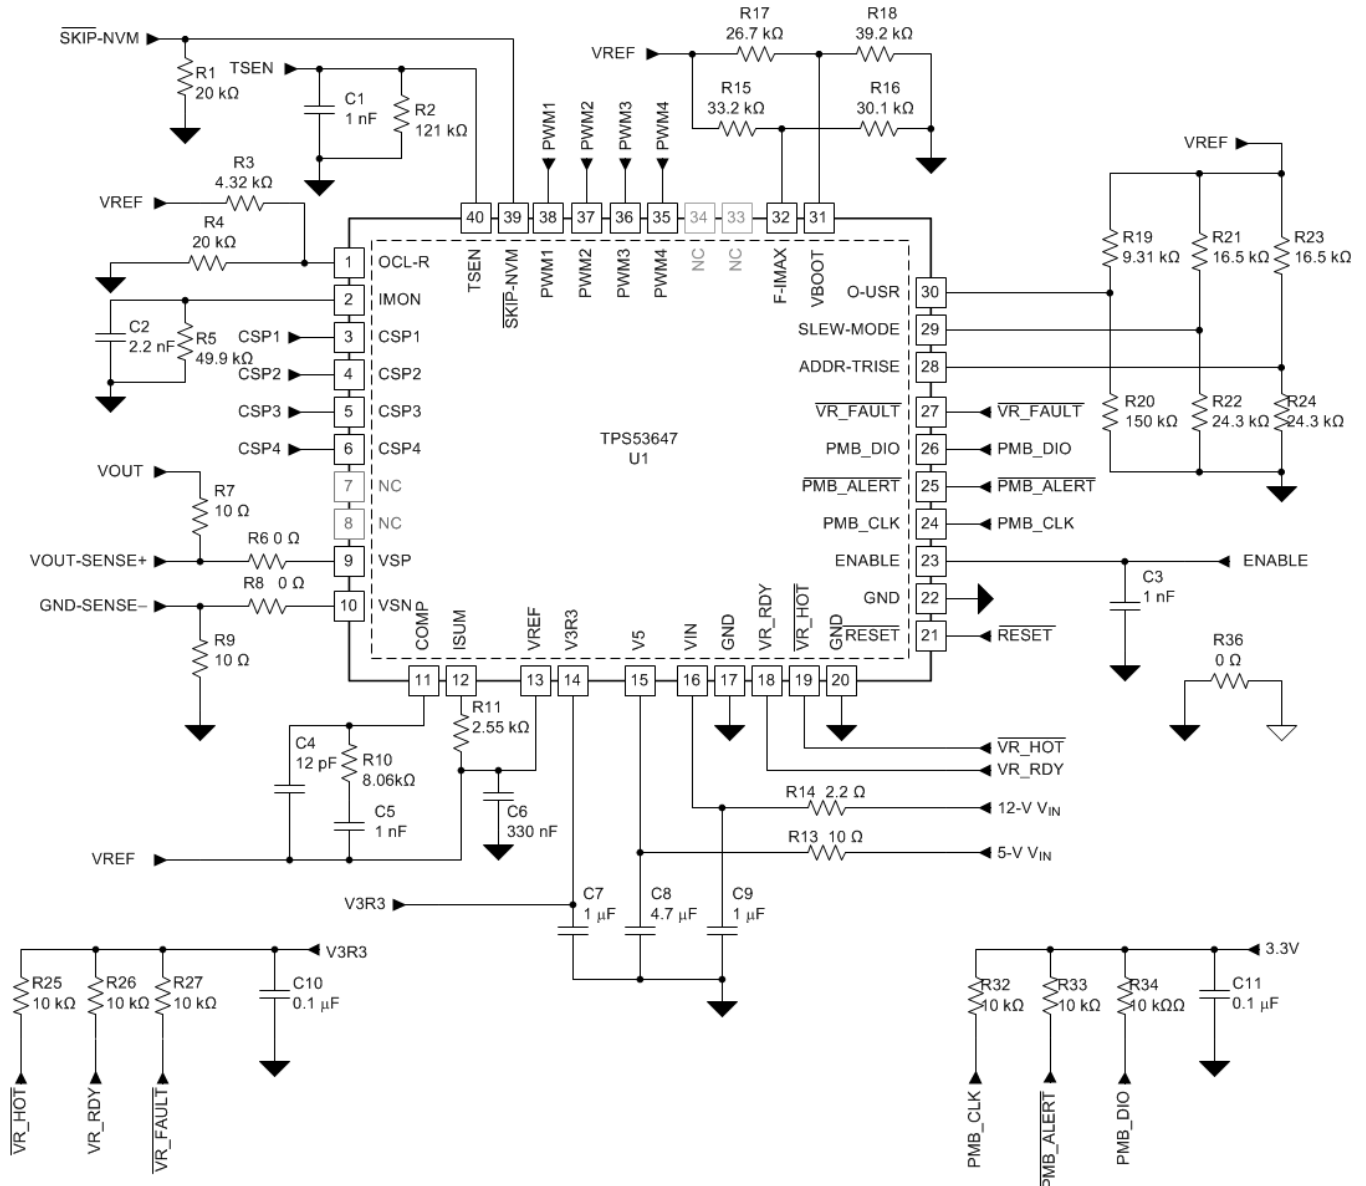 SKIP-NVM
R1
20 kΩ
TSEN
C1
1 nF
R2
121 kΩ
R3
4.32 kΩ
VREF
R4
20 kΩ
C2
2.2 nF
R5
49.9 kΩ
CSP1
CSP2
CSP3
CSP4
VOUT
R7
10 Ω
VOUT-SENSE+
R6 0 Ω
R8 0 Ω
GND-SENSE–
R9
10 Ω
PWM1
PWM2
PWM3
PWM4
VREF
R17
26.7 kΩ
R18
39.2 kΩ
R15
33.2 kΩ
R16
30.1 kΩ
40
39
38
37
36
35
34
33
32
31
TSEN
SKIP-NVM
PWM1
PWM2
PWM3
PWM4
NC
NC
F-IMAX
VBOOT
1 OCL-R
2 IMON
3 CSP1
4 CSP2
5 CSP3
6 CSP4
7 NC
8 NC
9 VSP
10 VSN
TPS53647
U1
O-USR 30
SLEW-MODE 29
ADDR-TRISE 28
VR_FAULT 27
PMB_DIO 26
PMB_ALERT 25
PMB_CLK 24
ENABLE 23
GND 22
RESET 21
COMP
ISUM
VREF
V3R3
V5
VIN
GND
VR_RDY
VR_HOT
GND
11
12
13
14
15
16
17
18
19
20
VREF
R19
9.31 kΩ
R21
16.5 kΩ
R23
16.5 kΩ
R20
150 kΩ
R22
24.3 kΩ
R24
24.3 kΩ
VR_FAULT
PMB_DIO
PMB_ALERT
PMB_CLK
ENABLE
C3
1 nF
RESET
R36
0 Ω
R11
2.55 kΩ
C4
12 pF
R10
8.06kΩ
C5
1 nF
C6
330 nF
VREF
VR_HOT
VR_RDY
R14 2.2 Ω
12-V VIN
R13 10 Ω
5-V VIN
V3R3
C7
1 μF
C8
4.7 μF
C9
1 μF
V3R3
R25
10 kΩ
R26
10 kΩ
R27
10 kΩ
C10
0.1 μF
VR_HOT
VR_RDY
VR_FAULT
3.3V
R32
10 kΩ
R33
10 kΩ
R34
10 kΩΩ
C11
0.1 μF
PMB_CLK
PMB_ALERT
PMB_DIO